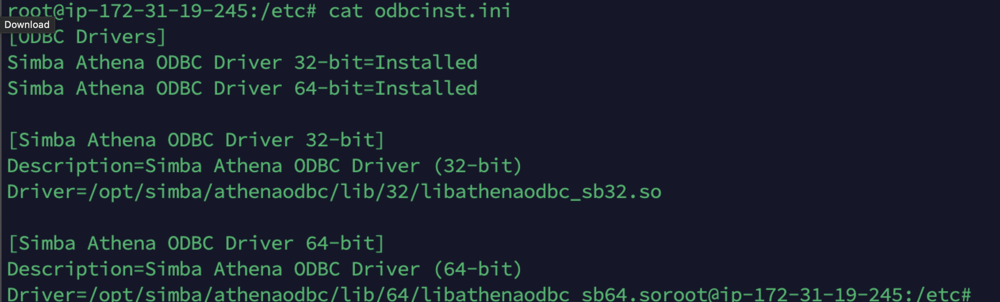 root@ip-172-31-19-245:/etc# cat odbcinst.ini
Download
[ODBC Drivers]
Simba Athena ODBC Driver 32-bit=Installed
Simba Athena ODBC Driver 64-bit=Installed
[Simba Athena ODBC Driver 32-bit]
Description=Simba Athena ODBC Driver (32-bit)
Driver=/opt/simba/athenaodbc/lib/32/libathenaodbc_sb32.so
[Simba Athena ODBC Driver 64-bit]
Description=Simba Athena ODBC Driver (64-bit)
Driver=/opt/simba/athenaodbc/lib/64/libathenaodbc_sb64.soroot@ip-172-31-19-245:/etc#